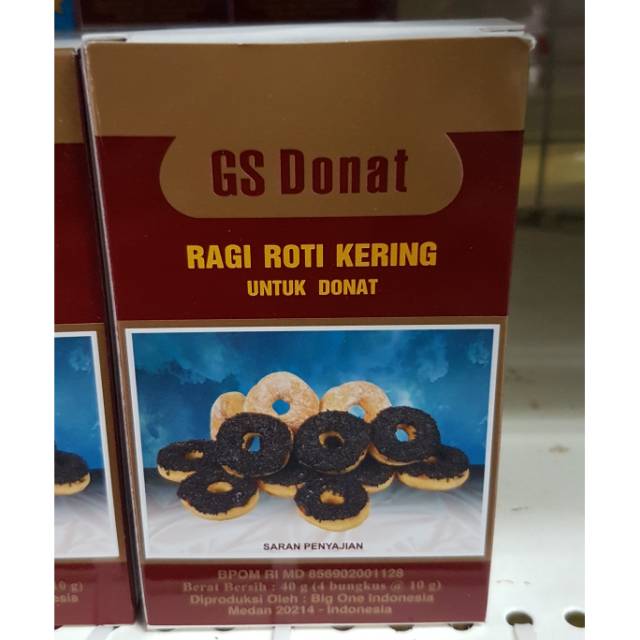 GS Donat
RAGI ROTI KERING
UNTUK DONAT
SARAN PENYAJIAN
BPOM RI MD 656902001128
Berat Bersih : 40 g (4 bungkus @ 10 g)
Diproduksi Oleh : Big One Indonesia
Medan 20214 - Indonesia